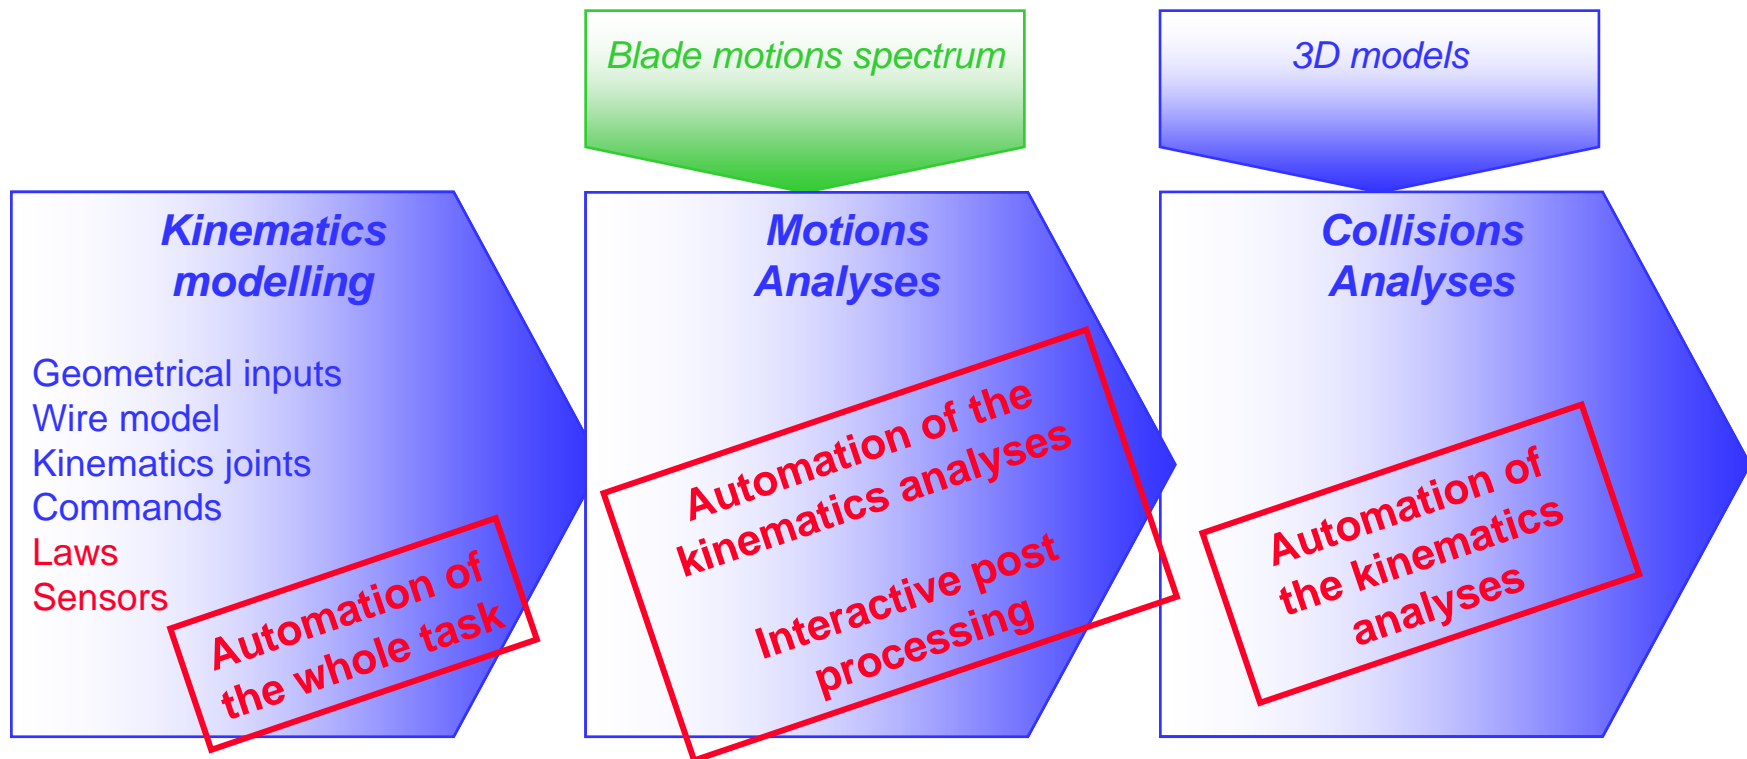 Blade motions spectrum
3D models
Kinematics
modelling
Geometrical inputs
Wire model
Kinematics joints
Commands
Laws
Sensors
Automation of
the whole task
Motions
Analyses
Automation of the
kinematics analyses
Interactive post
processing
Collisions
Analyses
Automation of
the kinematics
analyses